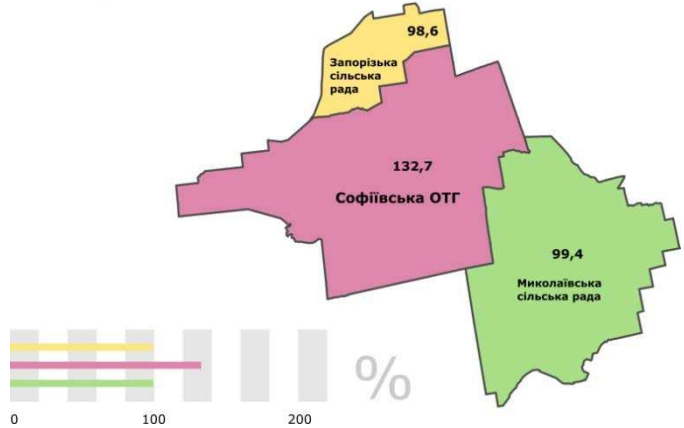 98,6
Запорізька
сільська
рада
132,7
Софіївська ОТГ
99,4
Миколаївська
сільська рада
%
0 100 200